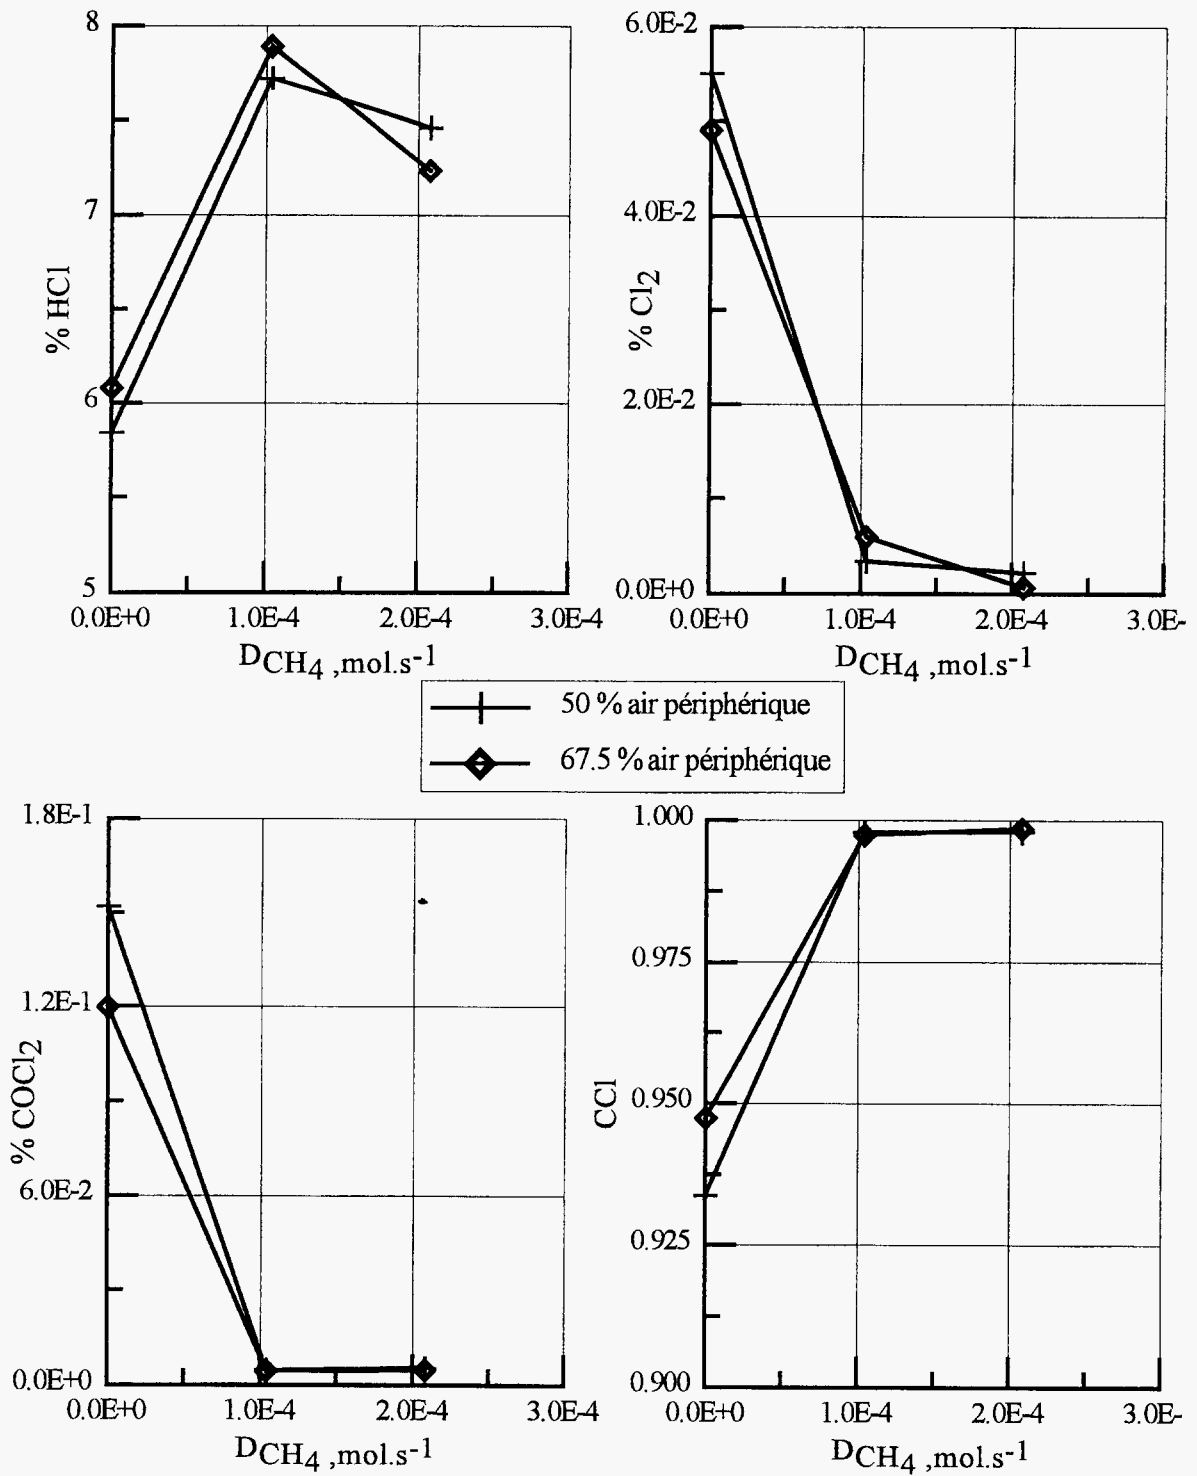 8
7
6
5
% HCl
0.0E+0 1.0E-4 2.0E-4 3.0E-4
DCH4 ,mol.s-1
6.0E-2
4.0E-2
2.0E-2
0.0E+0
% Cl2
0.0E+0 1.0E-4 2.0E-4 3.0E-
DCH4 ,mol.s-1
50 % air périphérique
67.5 % air périphérique
1.8E-1
1.2E-1
6.0E-2
0.0E+0
% COCl2
0.0E+0 1.0E-4 2.0E-4 3.0E-4
DCH4 ,mol.s-1
1.000
0.975
0.950
0.925
0.900
CCl
0.0E+0 1.0E-4 2.0E-4 3.0E-
DCH4 ,mol.s-1